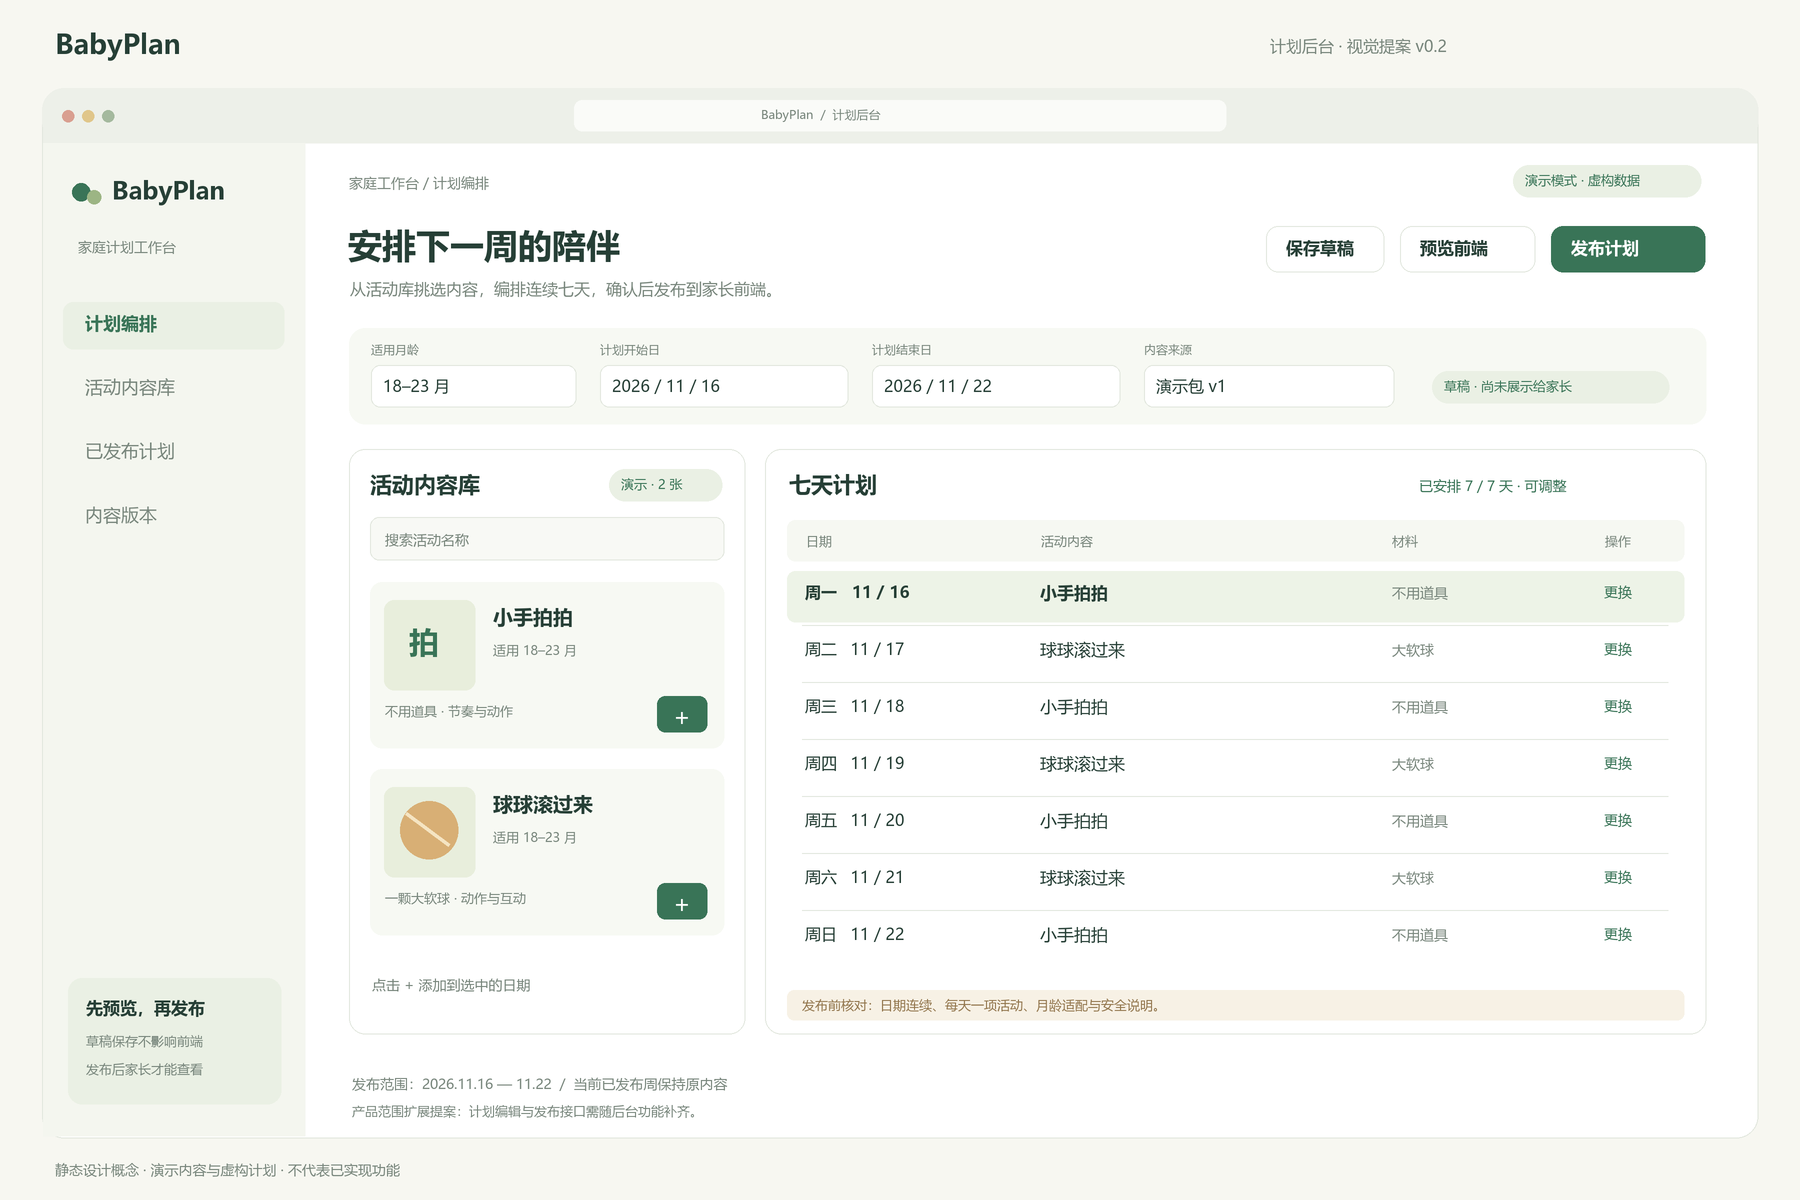 BabyPlan
计划后台 · 视觉提案 v0.2
BabyPlan / 计划后台
BabyPlan
家庭计划工作台
计划编排
活动内容库
已发布计划
内容版本
先预览，再发布
草稿保存不影响前端
发布后家长才能查看
家庭工作台 / 计划编排
演示模式 · 虚构数据
安排下一周的陪伴
从活动库挑选内容，编排连续七天，确认后发布到家长前端。
保存草稿
预览前端
发布计划
适用月龄
18–23 月
计划开始日
2026 / 11 / 16
计划结束日
2026 / 11 / 22
内容来源
演示包 v1
草稿 · 尚未展示给家长
活动内容库
演示 · 2 张
搜索活动名称
拍
小手拍拍
适用 18–23 月
不用道具 · 节奏与动作
+
球球滚过来
适用 18–23 月
一颗大软球 · 动作与互动
+
点击 + 添加到选中的日期
七天计划
已安排 7 / 7 天 · 可调整
日期 活动内容 材料 操作
周一 11 / 16 小手拍拍 不用道具 更换
周二 11 / 17 球球滚过来 大软球 更换
周三 11 / 18 小手拍拍 不用道具 更换
周四 11 / 19 球球滚过来 大软球 更换
周五 11 / 20 小手拍拍 不用道具 更换
周六 11 / 21 球球滚过来 大软球 更换
周日 11 / 22 小手拍拍 不用道具 更换
发布前核对：日期连续、每天一项活动、月龄适配与安全说明。
发布范围：2026.11.16 — 11.22 / 当前已发布周保持原内容
产品范围扩展提案：计划编辑与发布接口需随后台功能补齐。
静态设计概念 · 演示内容与虚构计划 · 不代表已实现功能